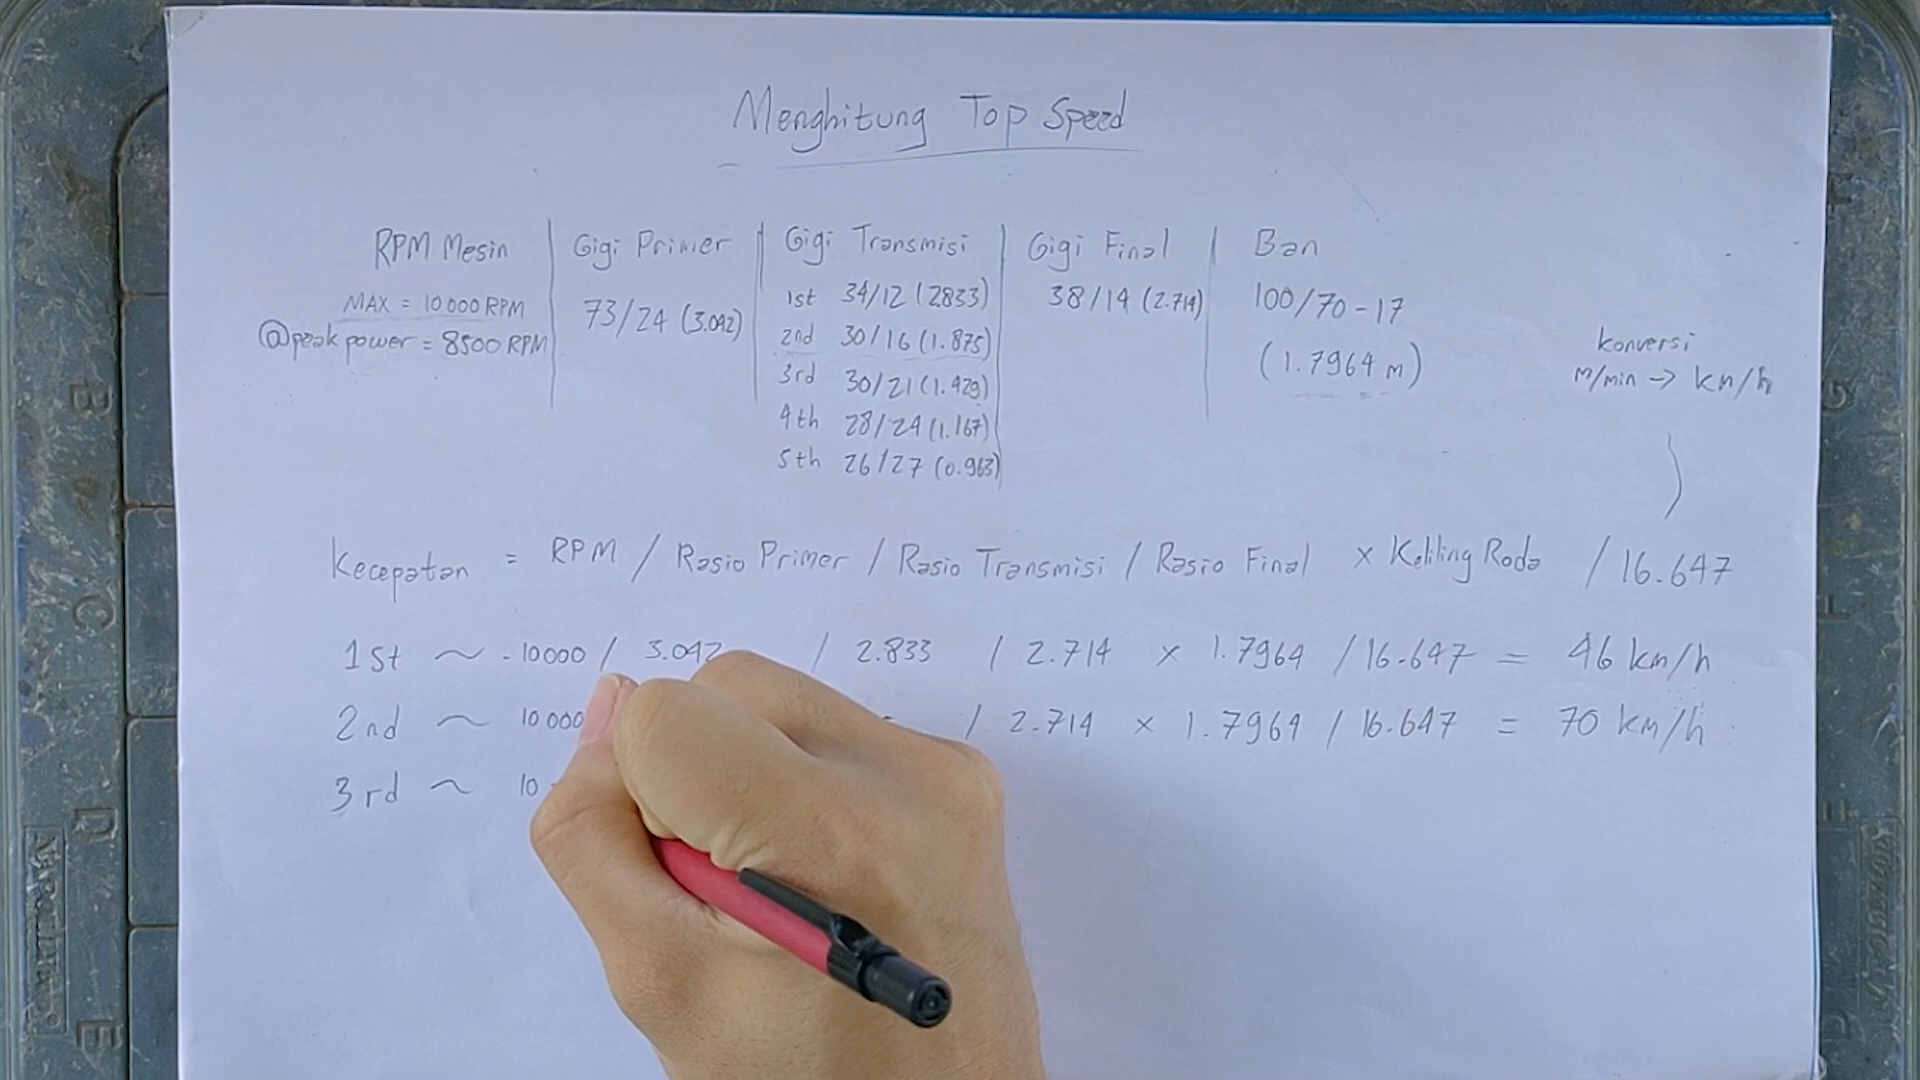 Menghitung Top Speed
RPM Mesin
MAX = 10000 RPM
@peak power = 8500 RPM
Gigi Primer
73/24 (3.042)
Gigi Transmisi
1st 34/12 (2833)
2nd 30/16 (1.875)
3rd 30/21 (1.429)
4th 28/24 (1.167)
5th 26/27 (0.963)
Gigi Final
38/14 (2.714)
Ban
100/70-17
(1.7964 m)
konversi
m/min -> km/h
Kecepatan = RPM / Rasio Primer / Rasio Transmisi / Rasio Final x Keliling Roda / 16.647
1st ~ 10000 / 3.042 / 2.833 / 2.714 x 1.7964 / 16.647 = 46 km/h
2nd ~ 10000 / 2.714 x 1.7964 / 16.647 = 70 km/h
3rd ~ 10
B
C
D
E